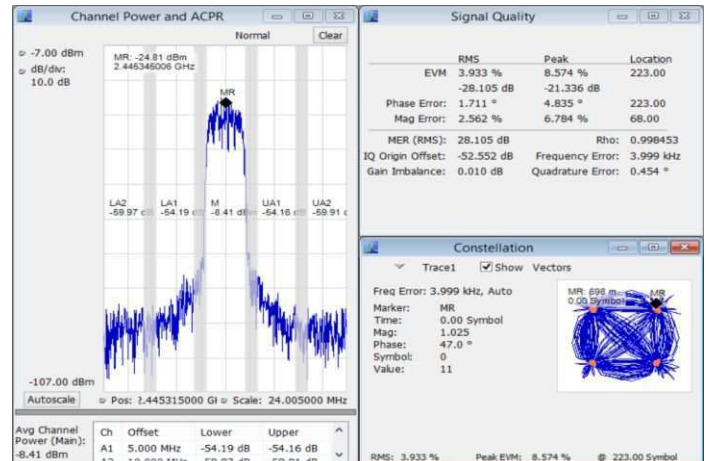 Channel Power and ACPR
Normal
Clear
-7.00 dBm
dB/div:
10.0 dB
MR: -24.81 dBm
2.446346006 GHz
MR
LA2
-59.97 d
LA1
-54.19 d
M
-8.41 dBm
UA1
-54.16 dB
UA2
-59.91 d
-107.00 dBm
Autoscale
Pos: 2.445315000 GH
Scale: 24.005000 MHz
Avg Channel
Power (Main):
-8.41 dBm
Ch Offset Lower Upper
A1 5.000 MHz -54.19 dB -54.16 dB
Signal Quality
RMS Peak Location
EVM 3.933 % 8.574 % 223.00
-28.105 dB -21.336 dB
Phase Error: 1.711 ° 4.835 ° 223.00
Mag Error: 2.562 % 6.784 % 68.00
MER (RMS): 28.105 dB Rho: 0.998453
IQ Origin Offset: -52.552 dB Frequency Error: 3.999 kHz
Gain Imbalance: 0.010 dB Quadrature Error: 0.454 °
Constellation
Trace1 Show Vectors
Freq Error: 3.999 kHz, Auto
Marker: MR
Time: 0.00 Symbol
Mag: 1.025
Phase: 47.0 °
Symbol: 0
Value: 11
MR: 698 m
0.00 Symbol
MR
RMS: 3.933 % Peak EVM: 8.574 % @ 223.00 Symbol